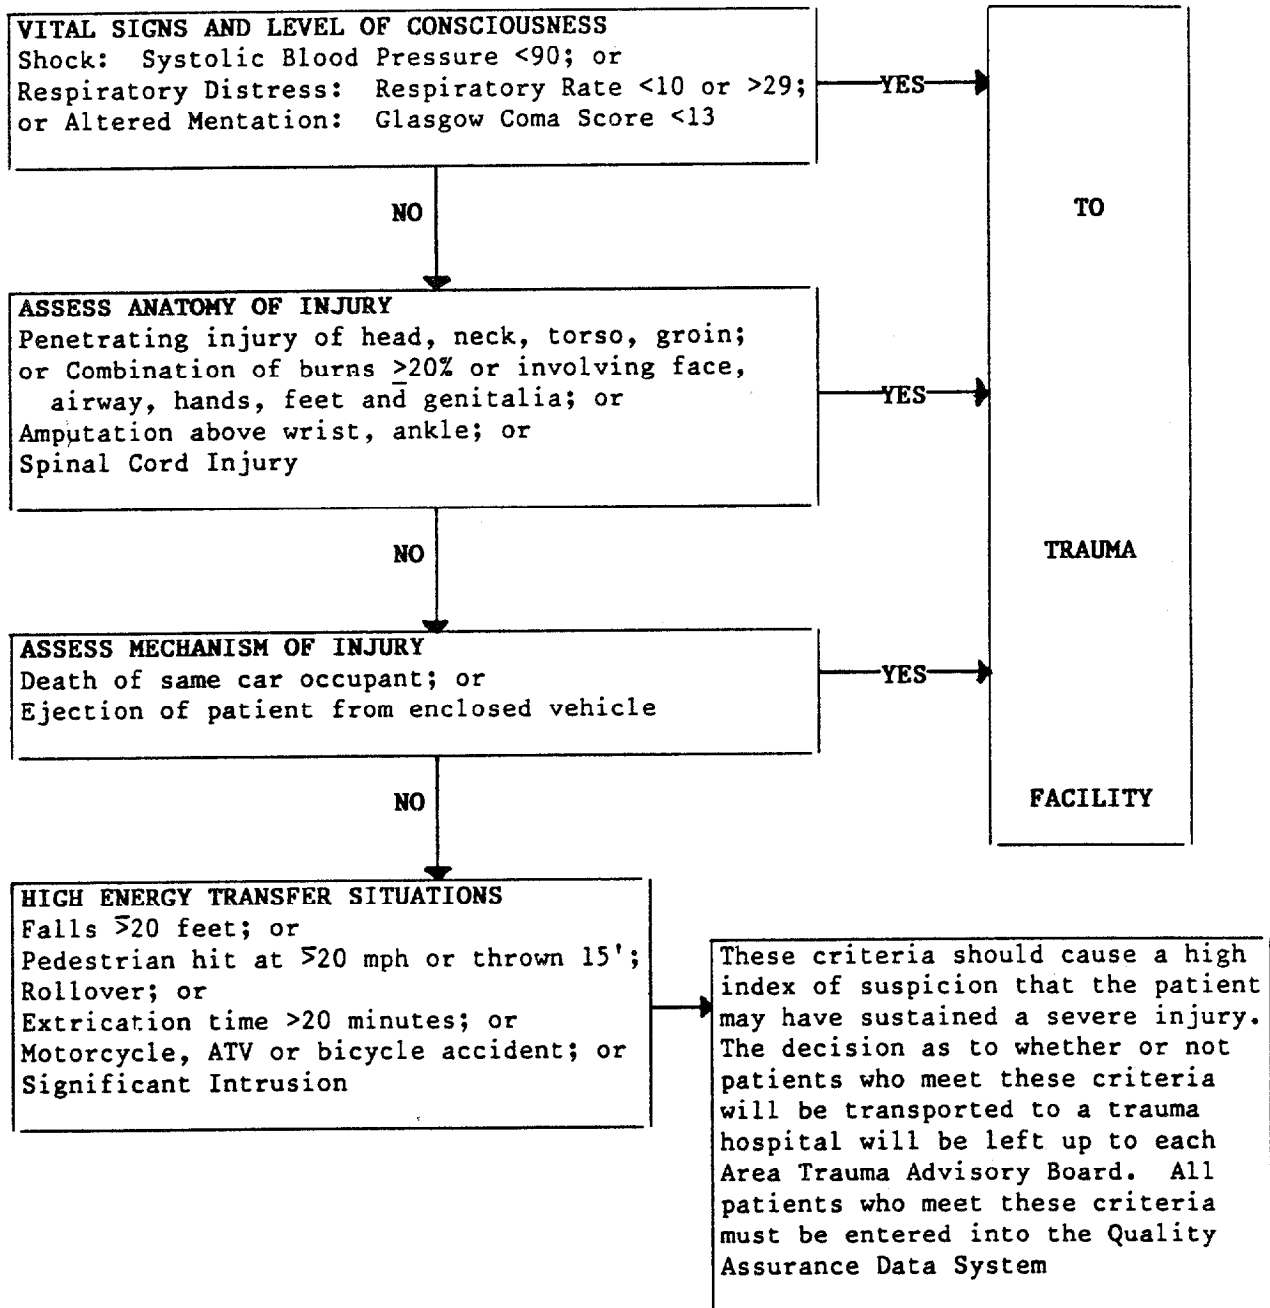 VITAL SIGNS AND LEVEL OF CONSCIOUSNESS
Shock: Systolic Blood Pressure <90; or
Respiratory Distress: Respiratory Rate <10 or >29;
or Altered Mentation: Glasgow Coma Score <13
YES
NO
TO
ASSESS ANATOMY OF INJURY
Penetrating injury of head, neck, torso, groin;
or Combination of burns ≥20% or involving face,
airway, hands, feet and genitalia; or
Amputation above wrist, ankle; or
Spinal Cord Injury
YES
NO
TRAUMA
ASSESS MECHANISM OF INJURY
Death of same car occupant; or
Ejection of patient from enclosed vehicle
YES
NO
FACILITY
HIGH ENERGY TRANSFER SITUATIONS
Falls ≥20 feet; or
Pedestrian hit at ≥20 mph or thrown 15';
Rollover; or
Extrication time >20 minutes; or
Motorcycle, ATV or bicycle accident; or
Significant Intrusion
These criteria should cause a high
index of suspicion that the patient
may have sustained a severe injury.
The decision as to whether or not
patients who meet these criteria
will be transported to a trauma
hospital will be left up to each
Area Trauma Advisory Board. All
patients who meet these criteria
must be entered into the Quality
Assurance Data System